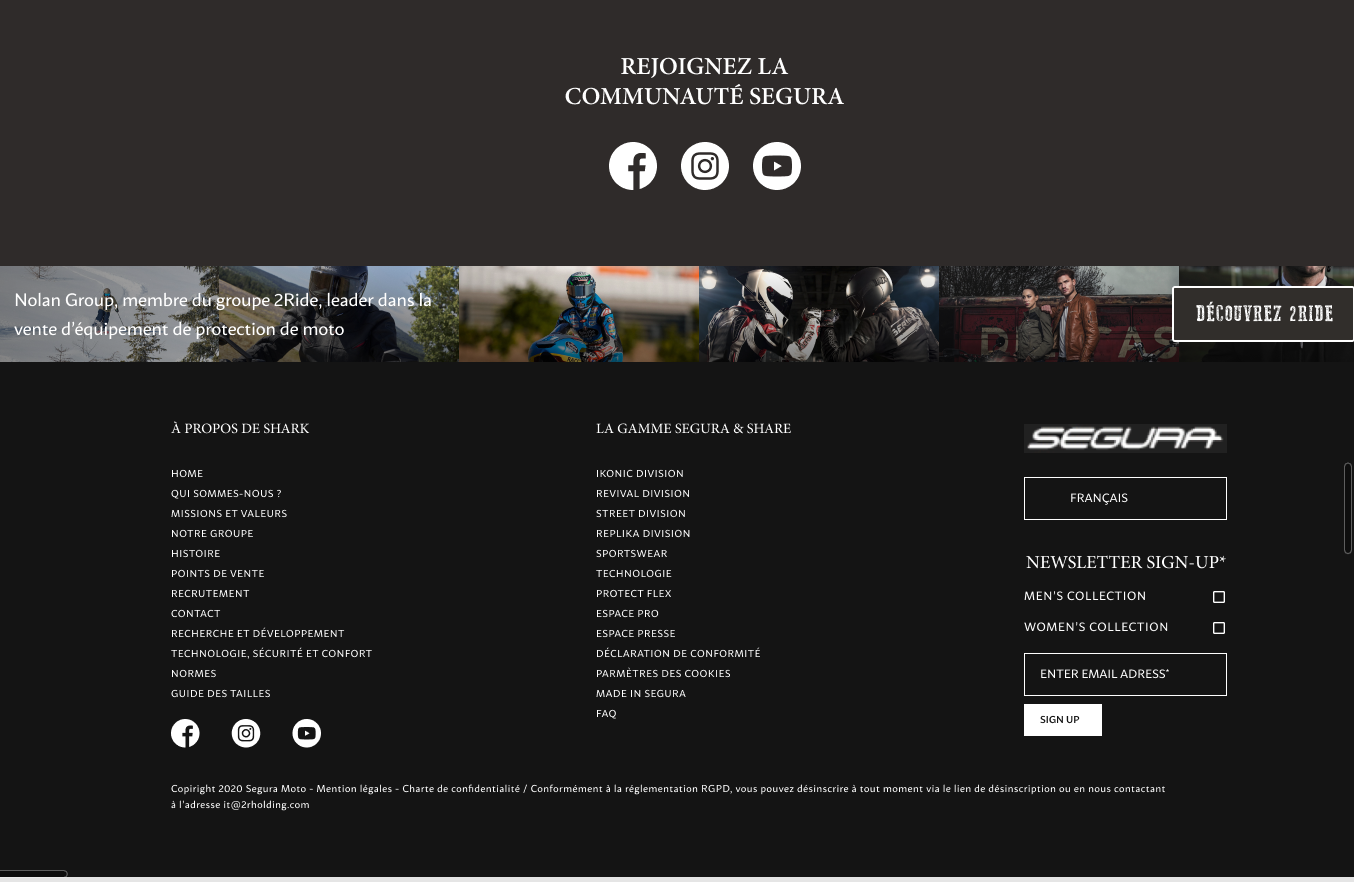 REJOIGNEZ LA
COMMUNAUTÉ SEGURA
Nolan Group, membre du groupe 2Ride, leader dans la
vente d'équipement de protection de moto
DÉCOUVREZ 2RIDE
À PROPOS DE SHARK
HOME
QUI SOMMES-NOUS ?
MISSIONS ET VALEURS
NOTRE GROUPE
HISTOIRE
POINTS DE VENTE
RECRUTEMENT
CONTACT
RECHERCHE ET DÉVELOPPEMENT
TECHNOLOGIE, SÉCURITÉ ET CONFORT
NORMES
GUIDE DES TAILLES
LA GAMME SEGURA & SHARE
IKONIC DIVISION
REVIVAL DIVISION
STREET DIVISION
REPLIKA DIVISION
SPORTSWEAR
TECHNOLOGIE
PROTECT FLEX
ESPACE PRO
ESPACE PRESSE
DÉCLARATION DE CONFORMITÉ
PARMÈTRES DES COOKIES
MADE IN SEGURA
FAQ
SEGURA
FRANÇAIS
NEWSLETTER SIGN-UP*
MEN'S COLLECTION
WOMEN'S COLLECTION
ENTER EMAIL ADRESS*
SIGN UP
Copiright 2020 Segura Moto - Mention légales - Charte de confidentialité / Conformément à la réglementation RGPD, vous pouvez désinscrire à tout moment via le lien de désinscription ou en nous contactant
à l'adresse it@2rholding.com